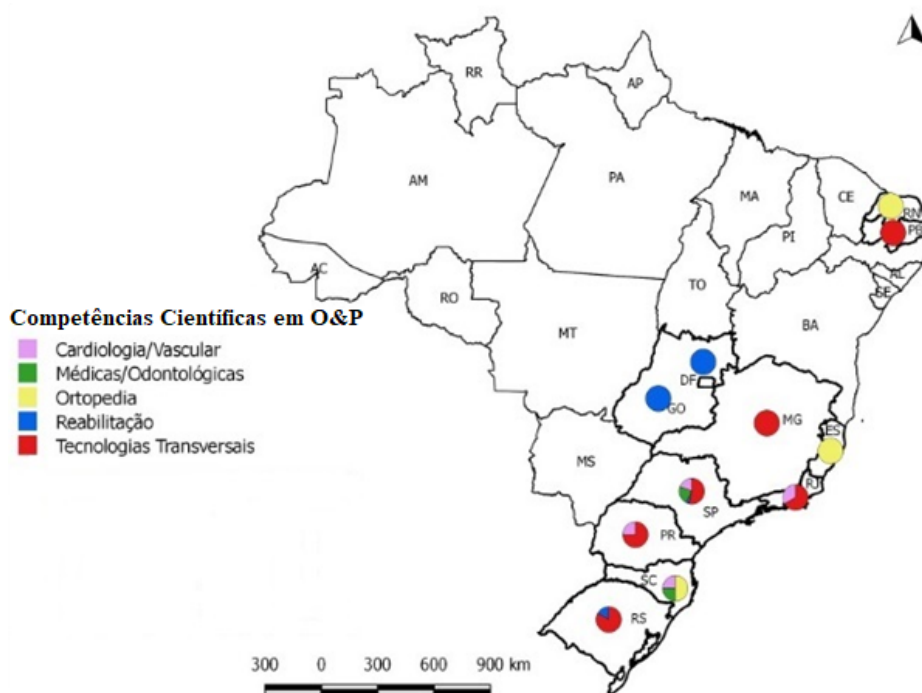 RR
AP
AM
PA
MA
CE
RN
PB
PI
AC
AL
SE
TO
RO
BA
MT
Competências Científicas em O&P
Cardiologia/Vascular
Médicas/Odontológicas
Ortopedia
Reabilitação
Tecnologias Transversais
DF
GO
MG
ES
MS
RJ
SP
PR
SC
RS
300 0 300 600 900 km